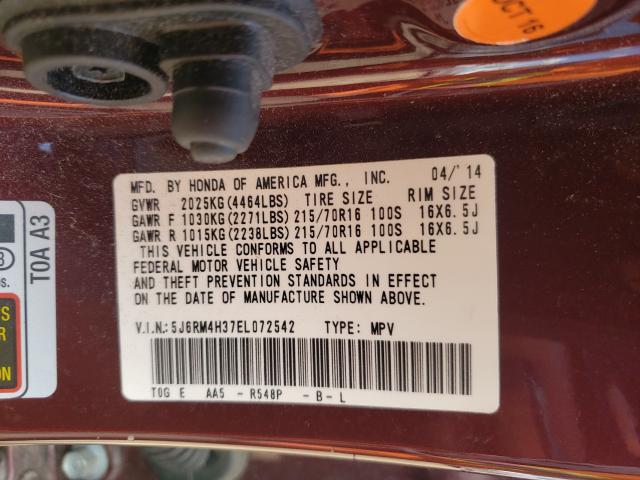 OCT 16
MFD. BY HONDA OF AMERICA MFG., INC. 04/'14
GVWR 2025KG(4464LBS) TIRE SIZE RIM SIZE
GAWR F 1030KG(2271LBS)215/70R16 100S 16X6.5J
GAWR R 1015KG(2238LBS)215/70R16 100S 16X6.5J
THIS VEHICLE CONFORMS TO ALL APPLICABLE
FEDERAL MOTOR VEHICLE SAFETY
AND THEFT PREVENTION STANDARDS IN EFFECT
ON THE DATE OF MANUFACTURE SHOWN ABOVE.
V.I.N.:5J6RM4H37EL072542 TYPE: MPV
T0G E AA5 - R548P - B - L
T0A A3